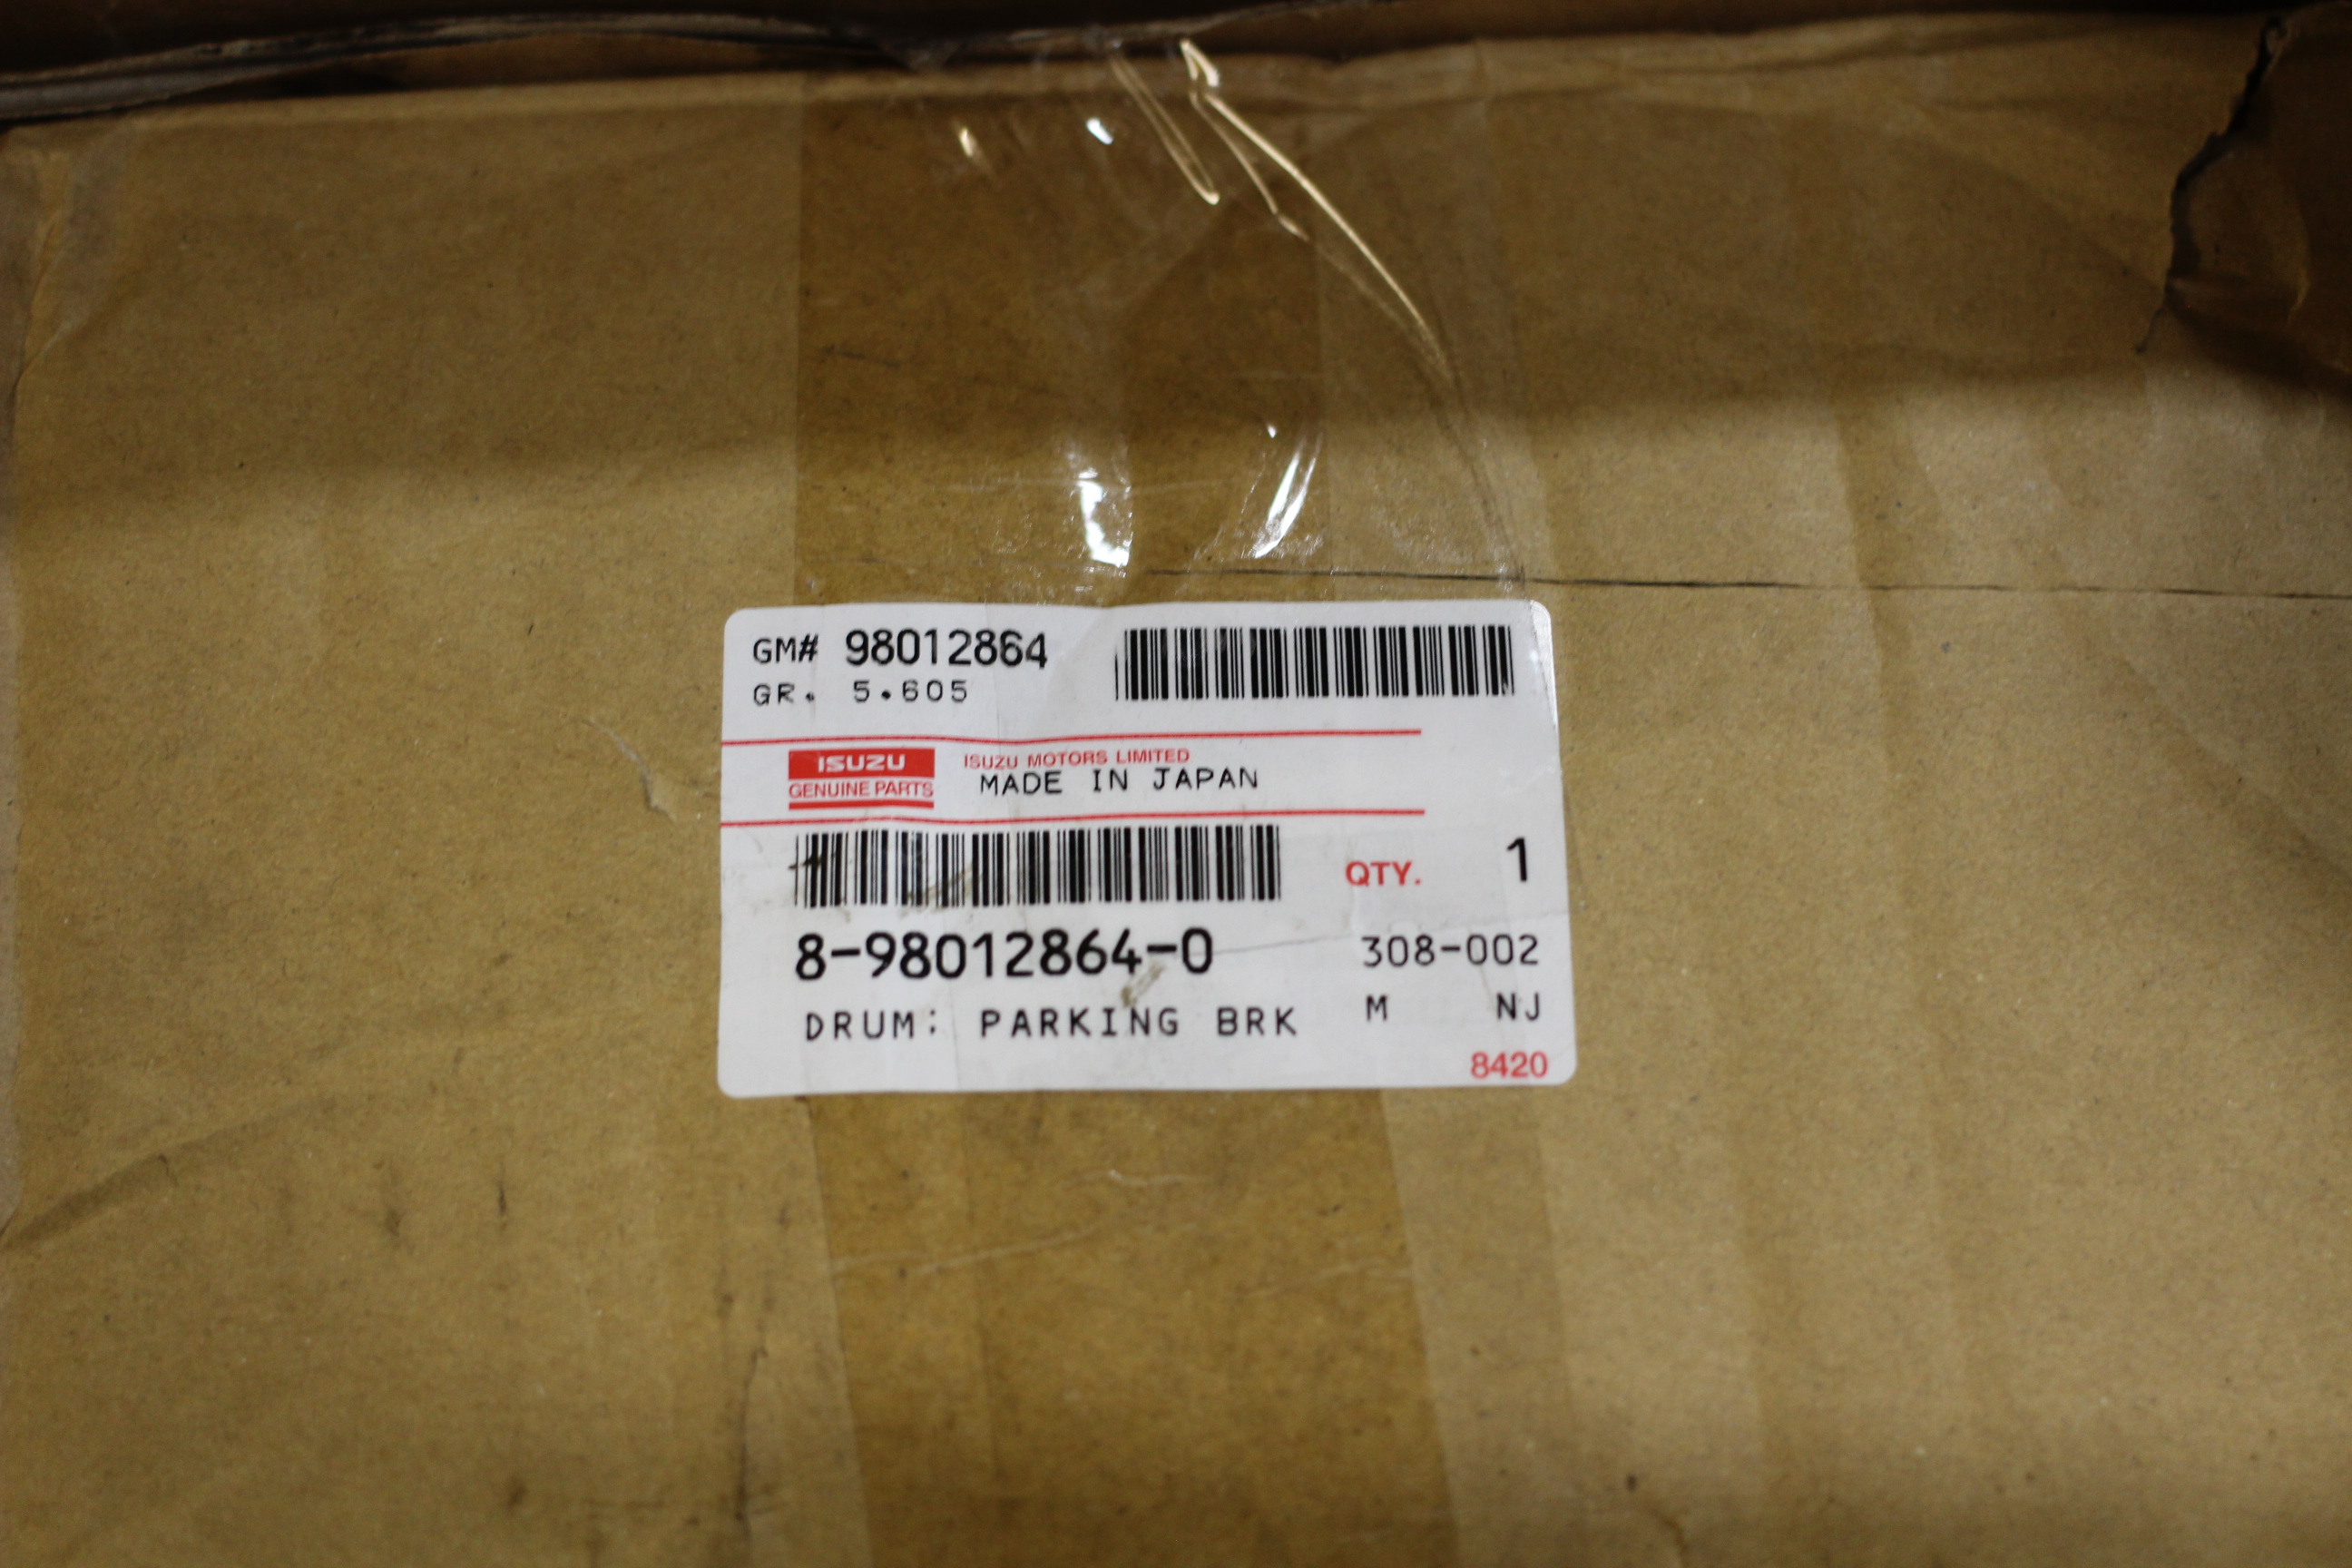 GM# 98012864
GR. 5.605
ISUZU
GENUINE PARTS
ISUZU MOTORS LIMITED
MADE IN JAPAN
QTY. 1
8-98012864-0 308-002
DRUM: PARKING BRK M NJ
8420